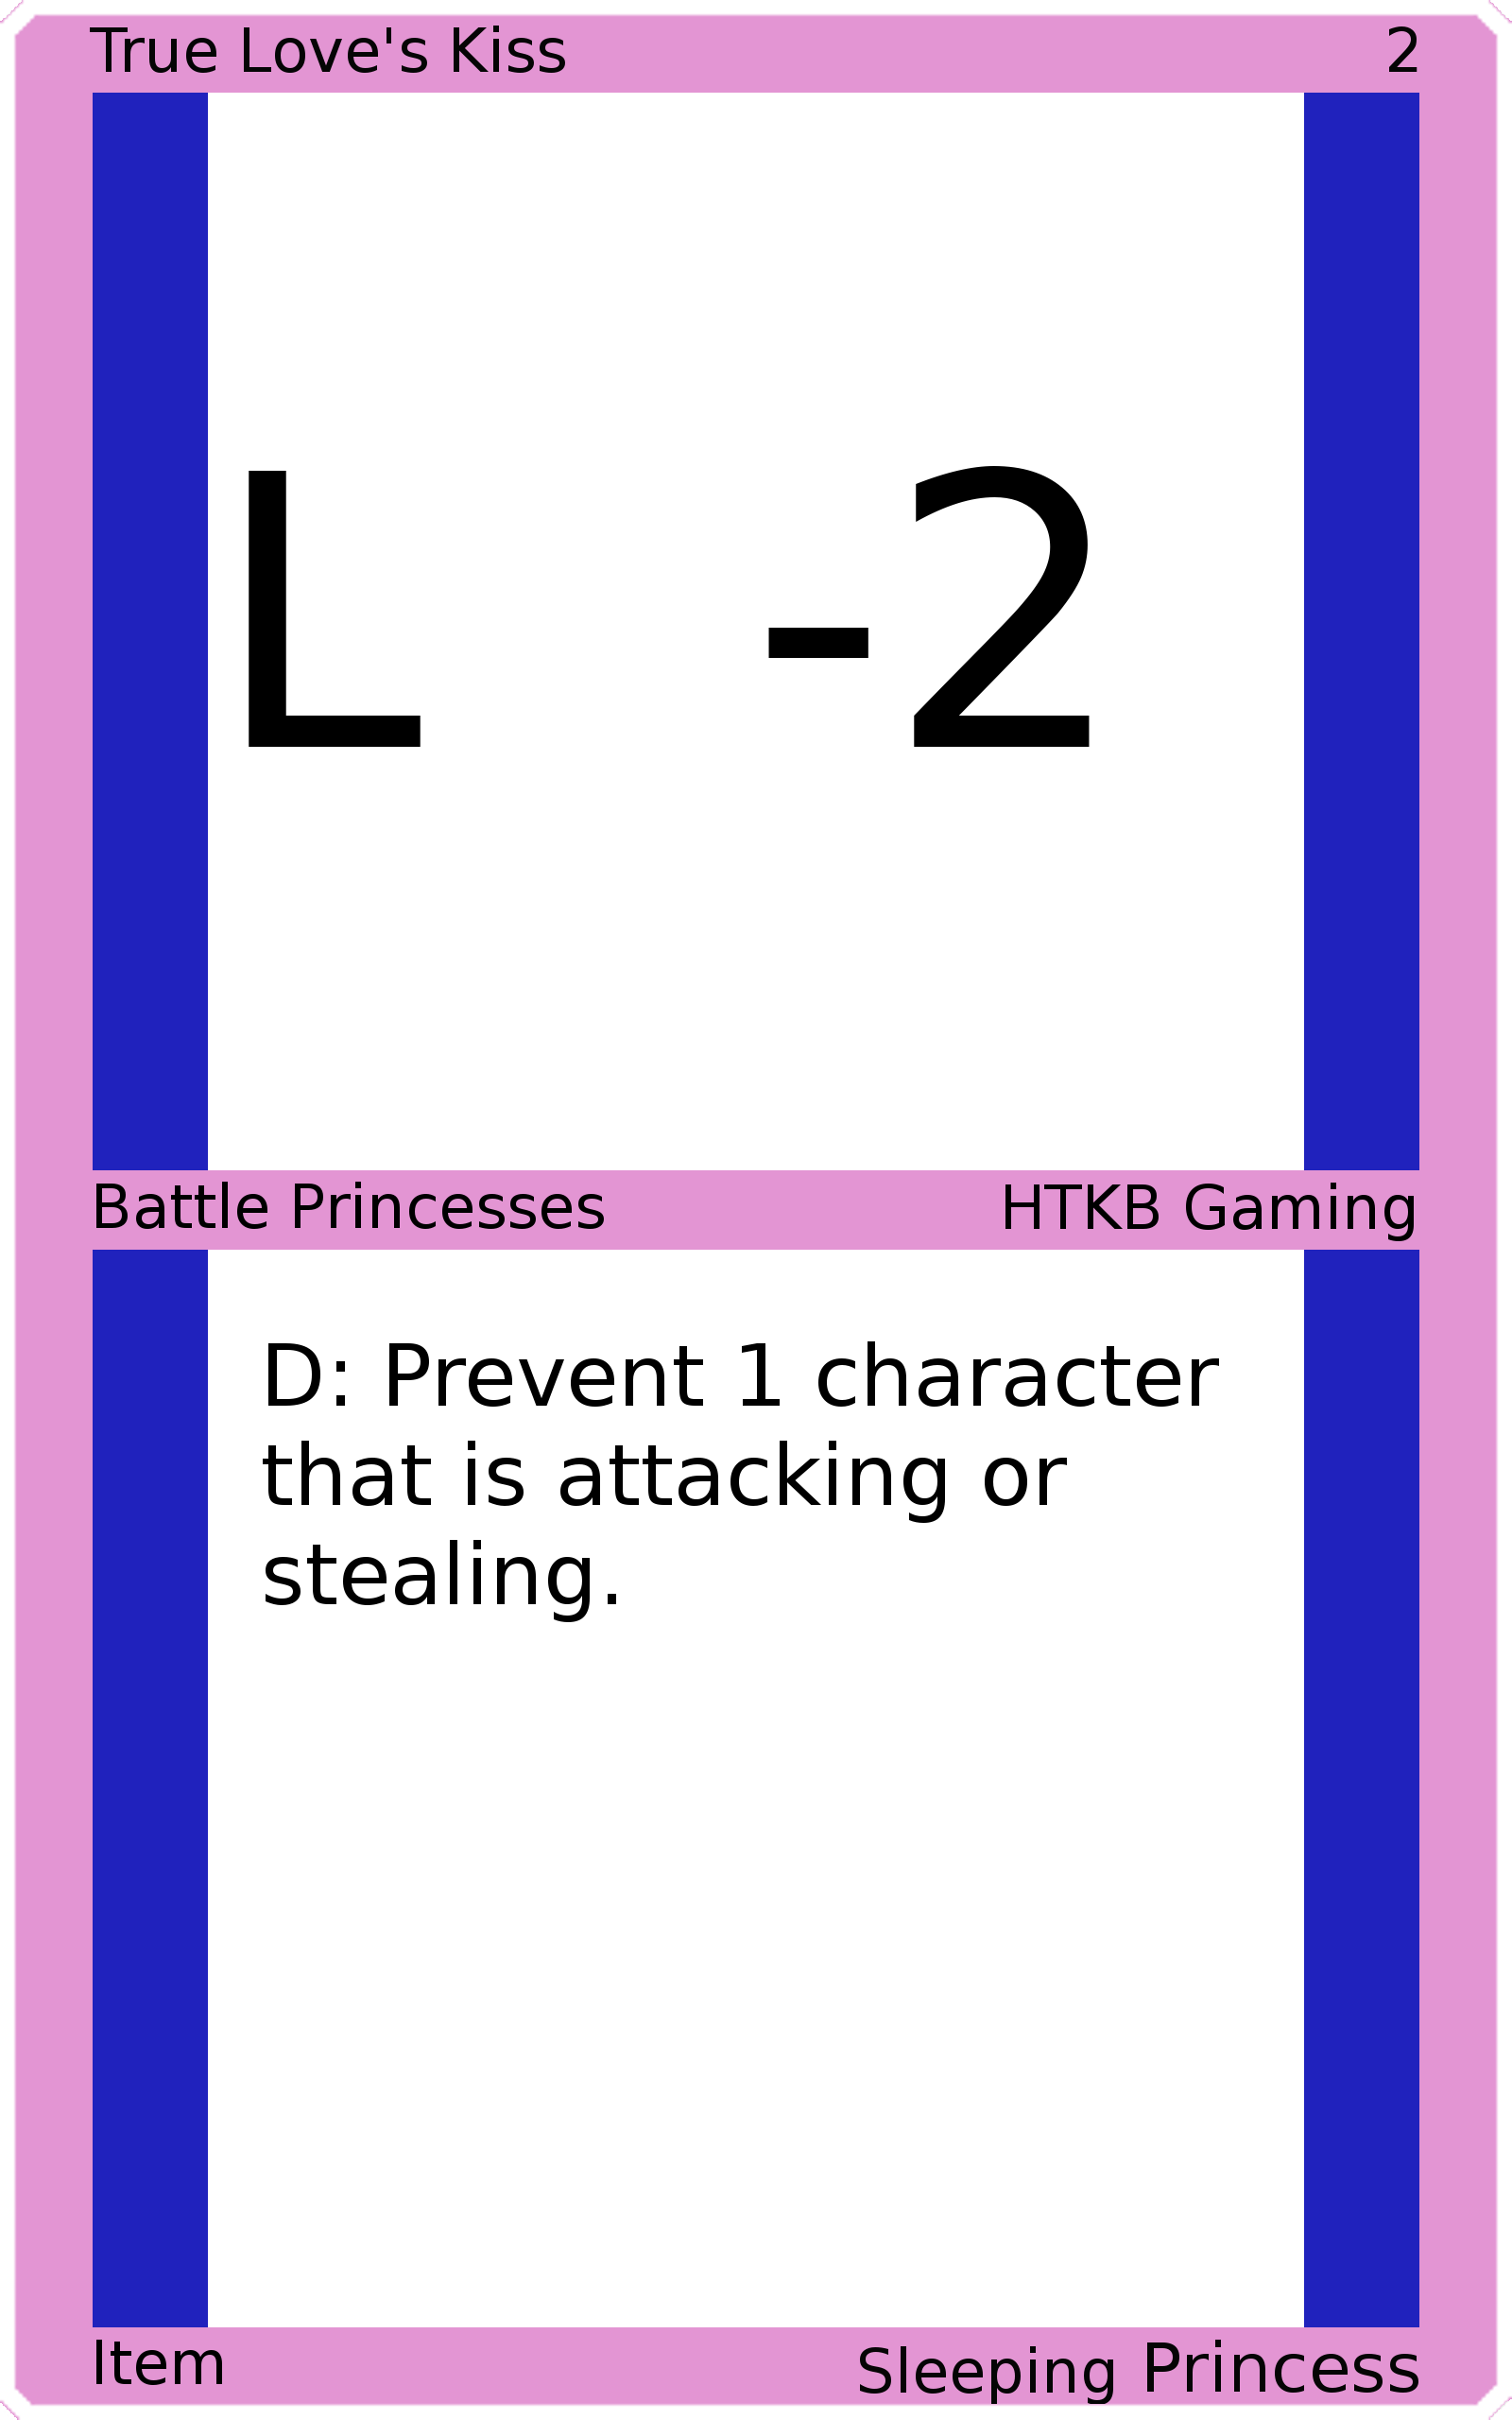 True Love's Kiss 2
L -2
Battle Princesses HTKB Gaming
D: Prevent 1 character
that is attacking or
stealing.
Item Sleeping Princess